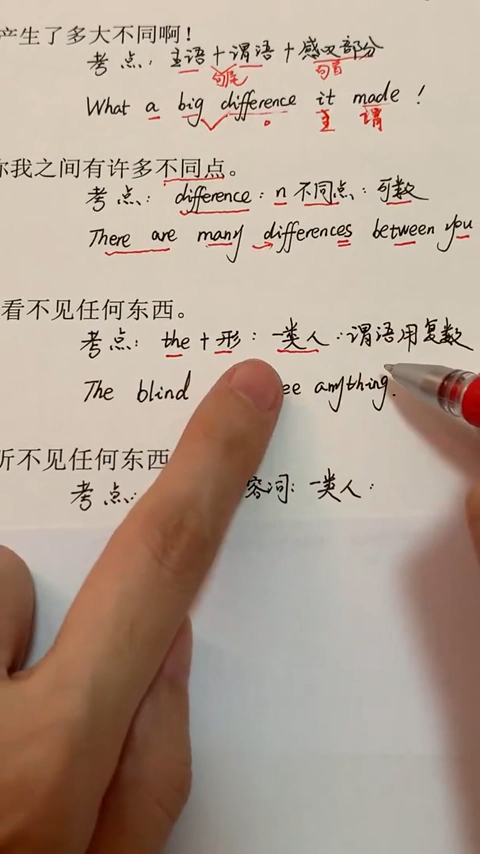 产生了多大不同啊！
考点：主语＋谓语＋感叹部分
句尾 句首
What a big difference it made !
主 谓
你我之间有许多不同点。
考点：difference：n 不同点：可数
There are many differences between you
看不见任何东西。
考点：the＋形：一类人：谓语用复数
The blind ee anything.
听不见任何东西
考点： 容词：一类人：